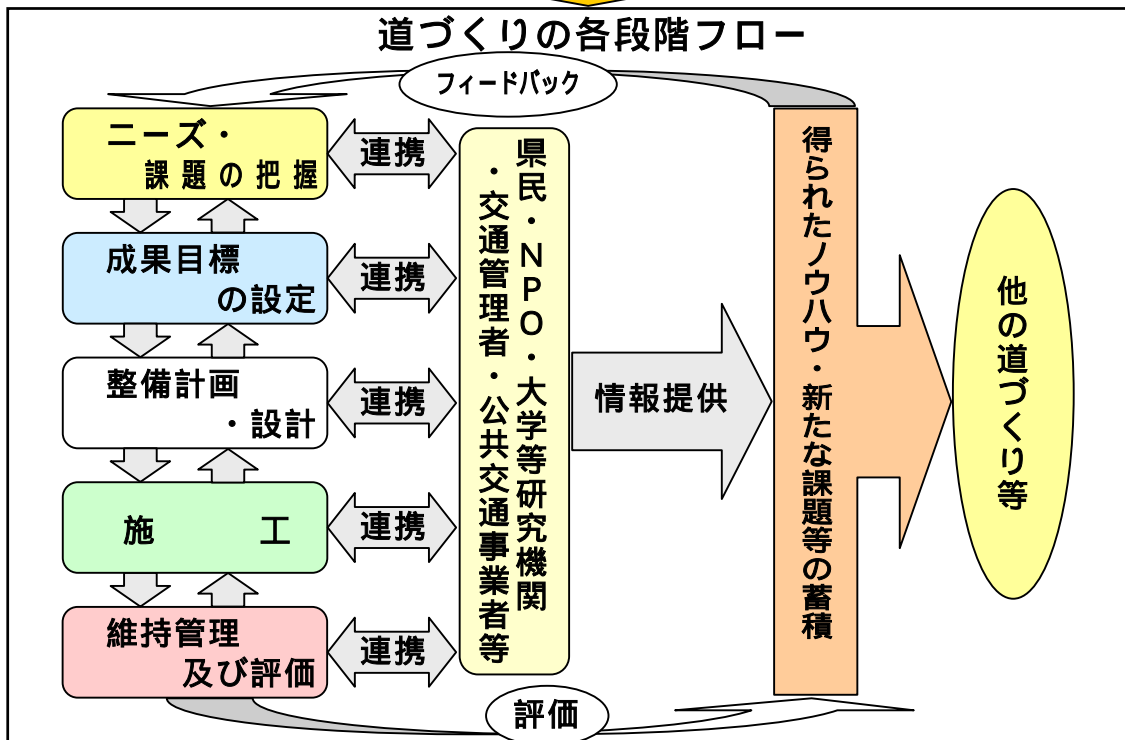 道づくりの各段階フロー
フィードバック
ニーズ・
課題の把握
連携
成果目標
の設定
連携
整備計画
・設計
連携
施　　　工
連携
維持管理
及び評価
連携
県民・NPO・大学等研究機関
・交通管理者・公共交通事業者等
情報提供
得られたノウハウ・新たな課題等の蓄積
他の道づくり等
評価